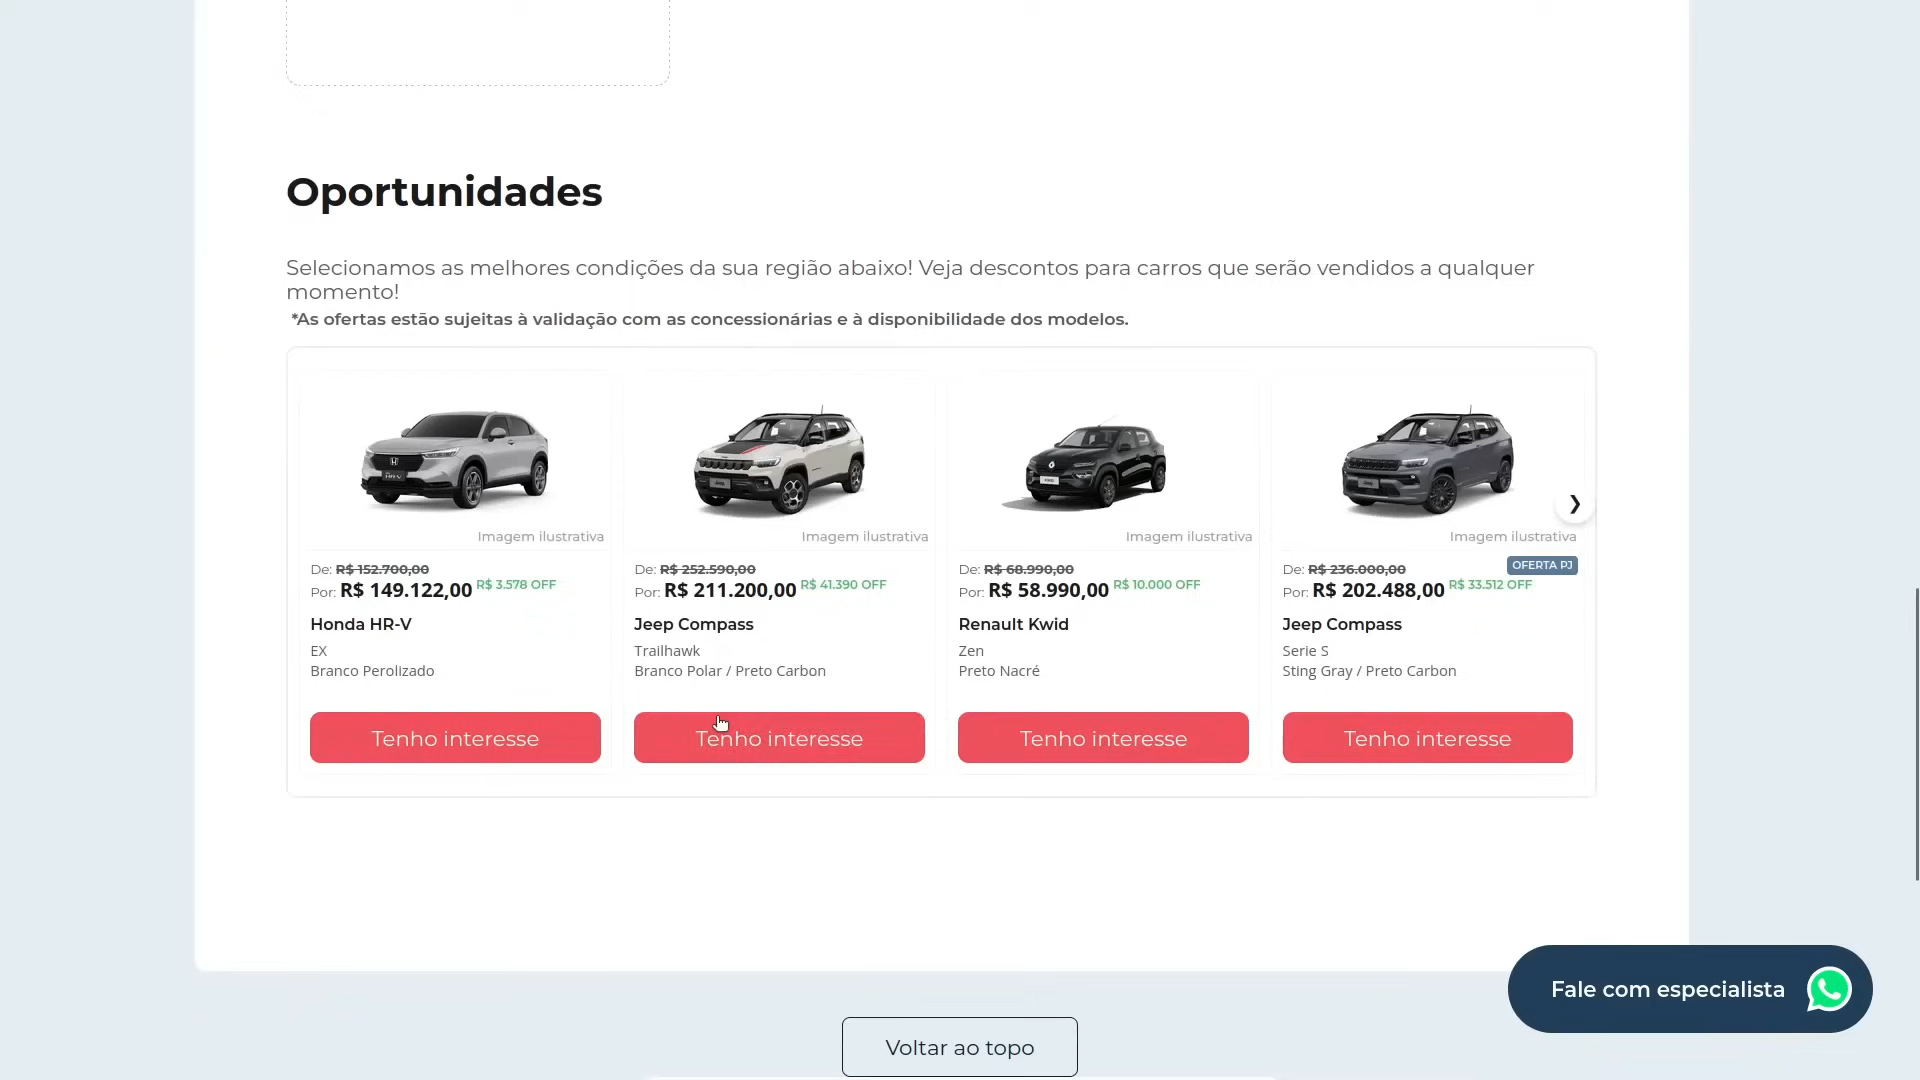 Oportunidades
Selecionamos as melhores condições da sua região abaixo! Veja descontos para carros que serão vendidos a qualquer
momento!
*As ofertas estão sujeitas à validação com as concessionárias e à disponibilidade dos modelos.
Imagem ilustrativa
De: R$ 152.700,00
Por: R$ 149.122,00 R$ 3.578 OFF
Honda HR-V
EX
Branco Perolizado
Tenho interesse
Imagem ilustrativa
De: R$ 252.590,00
Por: R$ 211.200,00 R$ 41.390 OFF
Jeep Compass
Trailhawk
Branco Polar / Preto Carbon
Tenho interesse
Imagem ilustrativa
De: R$ 68.990,00
Por: R$ 58.990,00 R$ 10.000 OFF
Renault Kwid
Zen
Preto Nacré
Tenho interesse
Imagem ilustrativa
OFERTA PJ
De: R$ 236.000,00
Por: R$ 202.488,00 R$ 33.512 OFF
Jeep Compass
Serie S
Sting Gray / Preto Carbon
Tenho interesse
Fale com especialista
Voltar ao topo